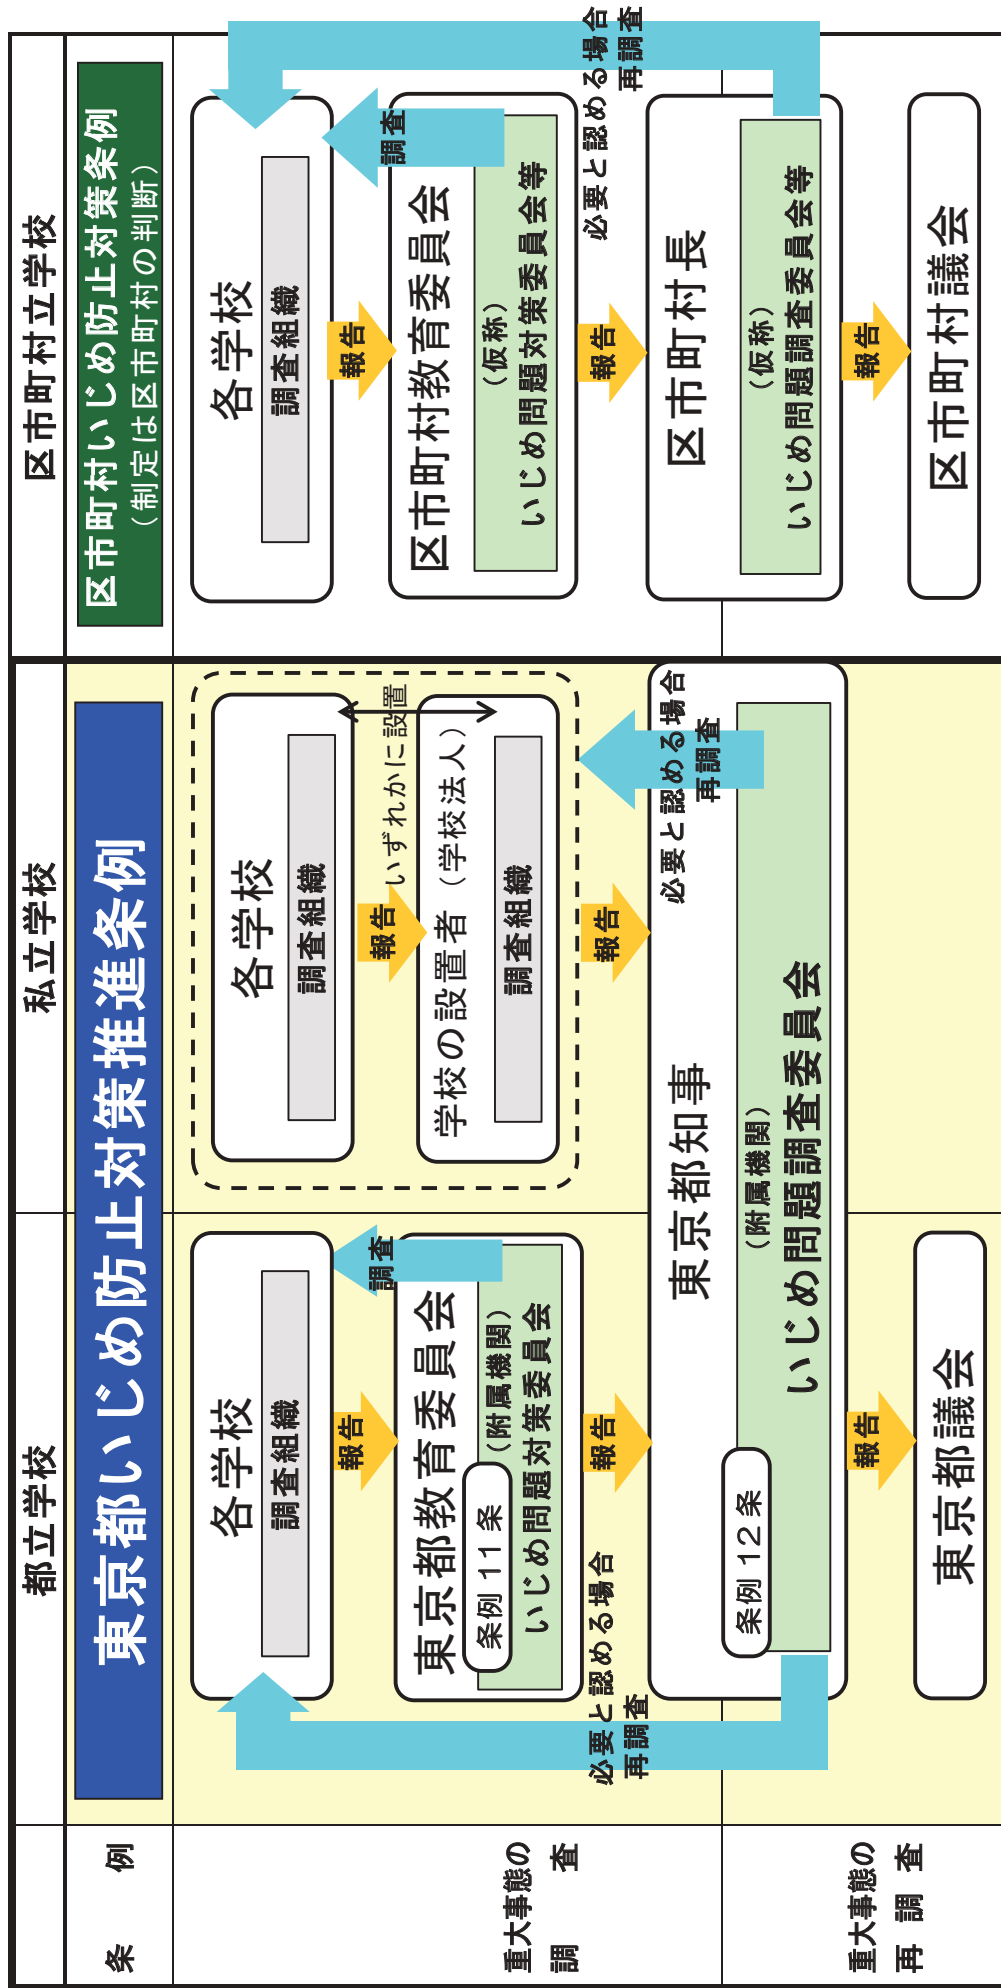 都立学校
私立学校
区市町村立学校
条例
東京都いじめ防止対策推進条例
区市町村いじめ防止対策条例
（制定は区市町村の判断）
重大事態の
調査
各学校
調査組織
報告
調査
東京都教育委員会
（附属機関）
条例 11 条
いじめ問題対策委員会
報告
必要と認める場合
再調査
各学校
調査組織
報告
いずれかに設置
学校の設置者（学校法人）
調査組織
報告
必要と認める場合
再調査
各学校
調査組織
報告
調査
区市町村教育委員会
（仮称）
いじめ問題対策委員会等
報告
必要と認める場合
再調査
重大事態の
再調査
東京都知事
（附属機関）
条例 12 条
いじめ問題調査委員会
報告
東京都議会
区市町村長
（仮称）
いじめ問題調査委員会等
報告
区市町村議会